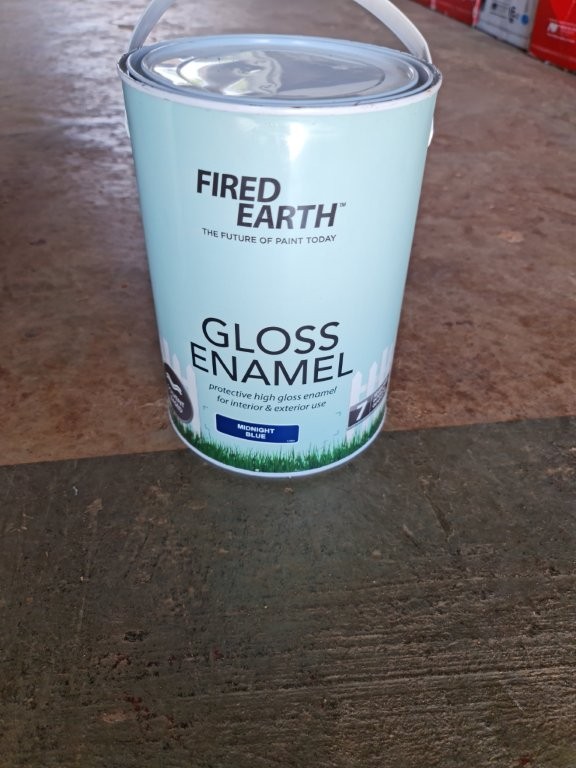 FIRED
EARTH™
THE FUTURE OF PAINT TODAY
GLOSS
ENAMEL
protective high gloss enamel
for interior & exterior use
7
MIDNIGHT
BLUE